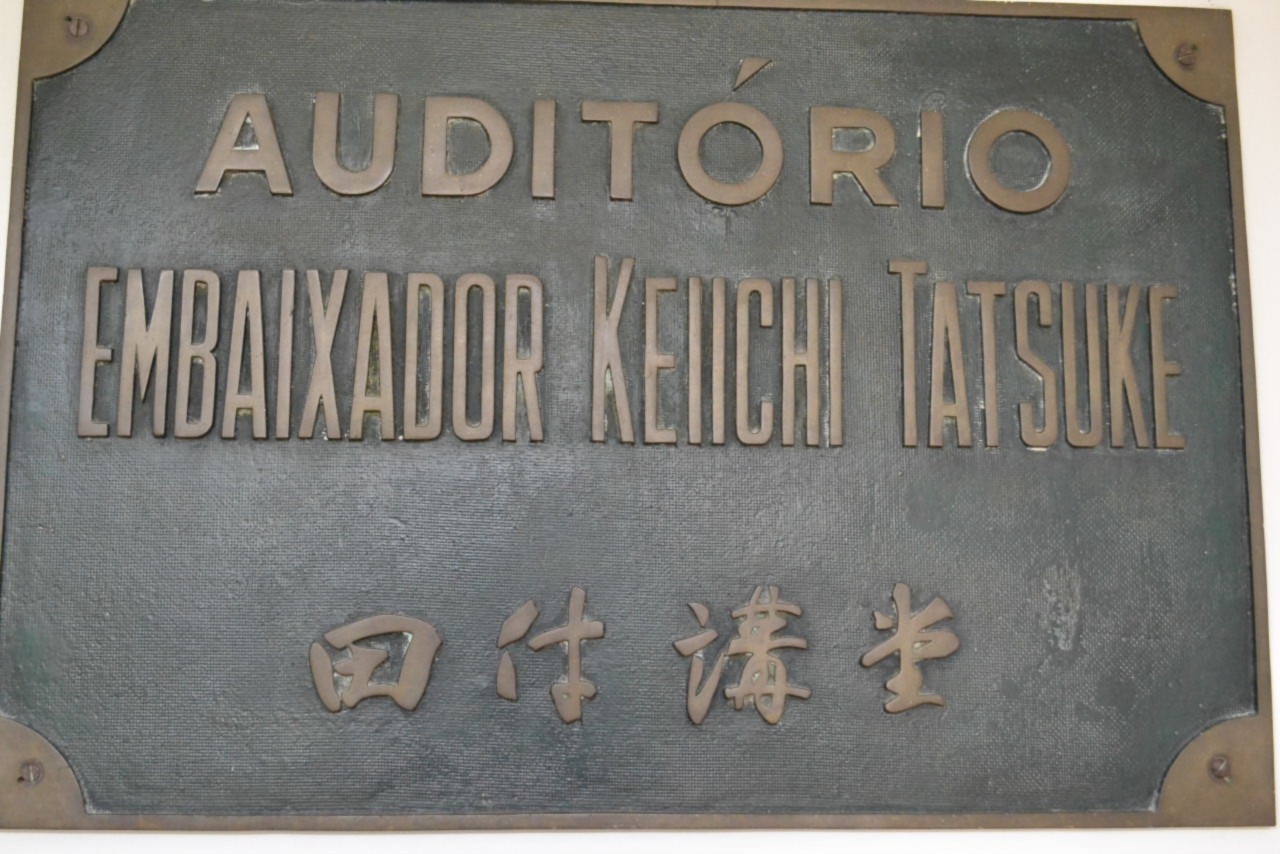 AUDITÓRIO
EMBAIXADOR KEIICHI TATSUKE
田付講堂